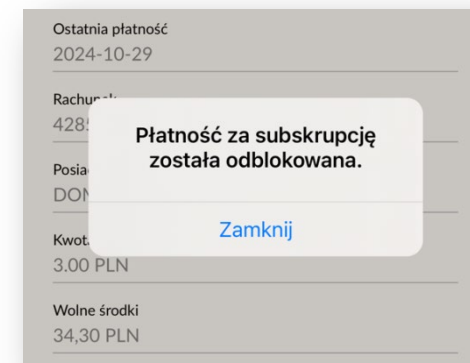 Ostatnia płatność
2024-10-29
Płatność za subskrupcję
została odblokowana.
Zamknij
3.00 PLN
Wolne środki
34,30 PLN